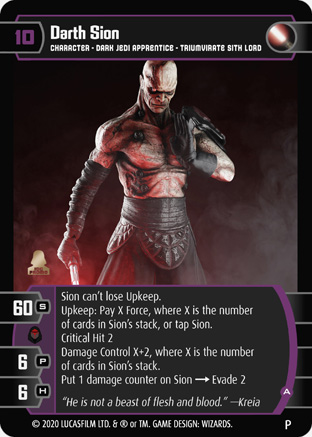 10
Darth Sion
CHARACTER - DARK JEDI APPRENTICE - TRIUMVIRATE SITH LORD
60 S
6 P
6 H
Sion can't lose Upkeep.
Upkeep: Pay X Force, where X is the number
of cards in Sion's stack, or tap Sion.
Critical Hit 2
Damage Control X+2, where X is the number
of cards in Sion's stack.
Put 1 damage counter on Sion → Evade 2
"He is not a beast of flesh and blood." —Kreia
A
© 2020 LUCASFILM LTD. & ® or TM. GAME DESIGN: WIZARDS.
P